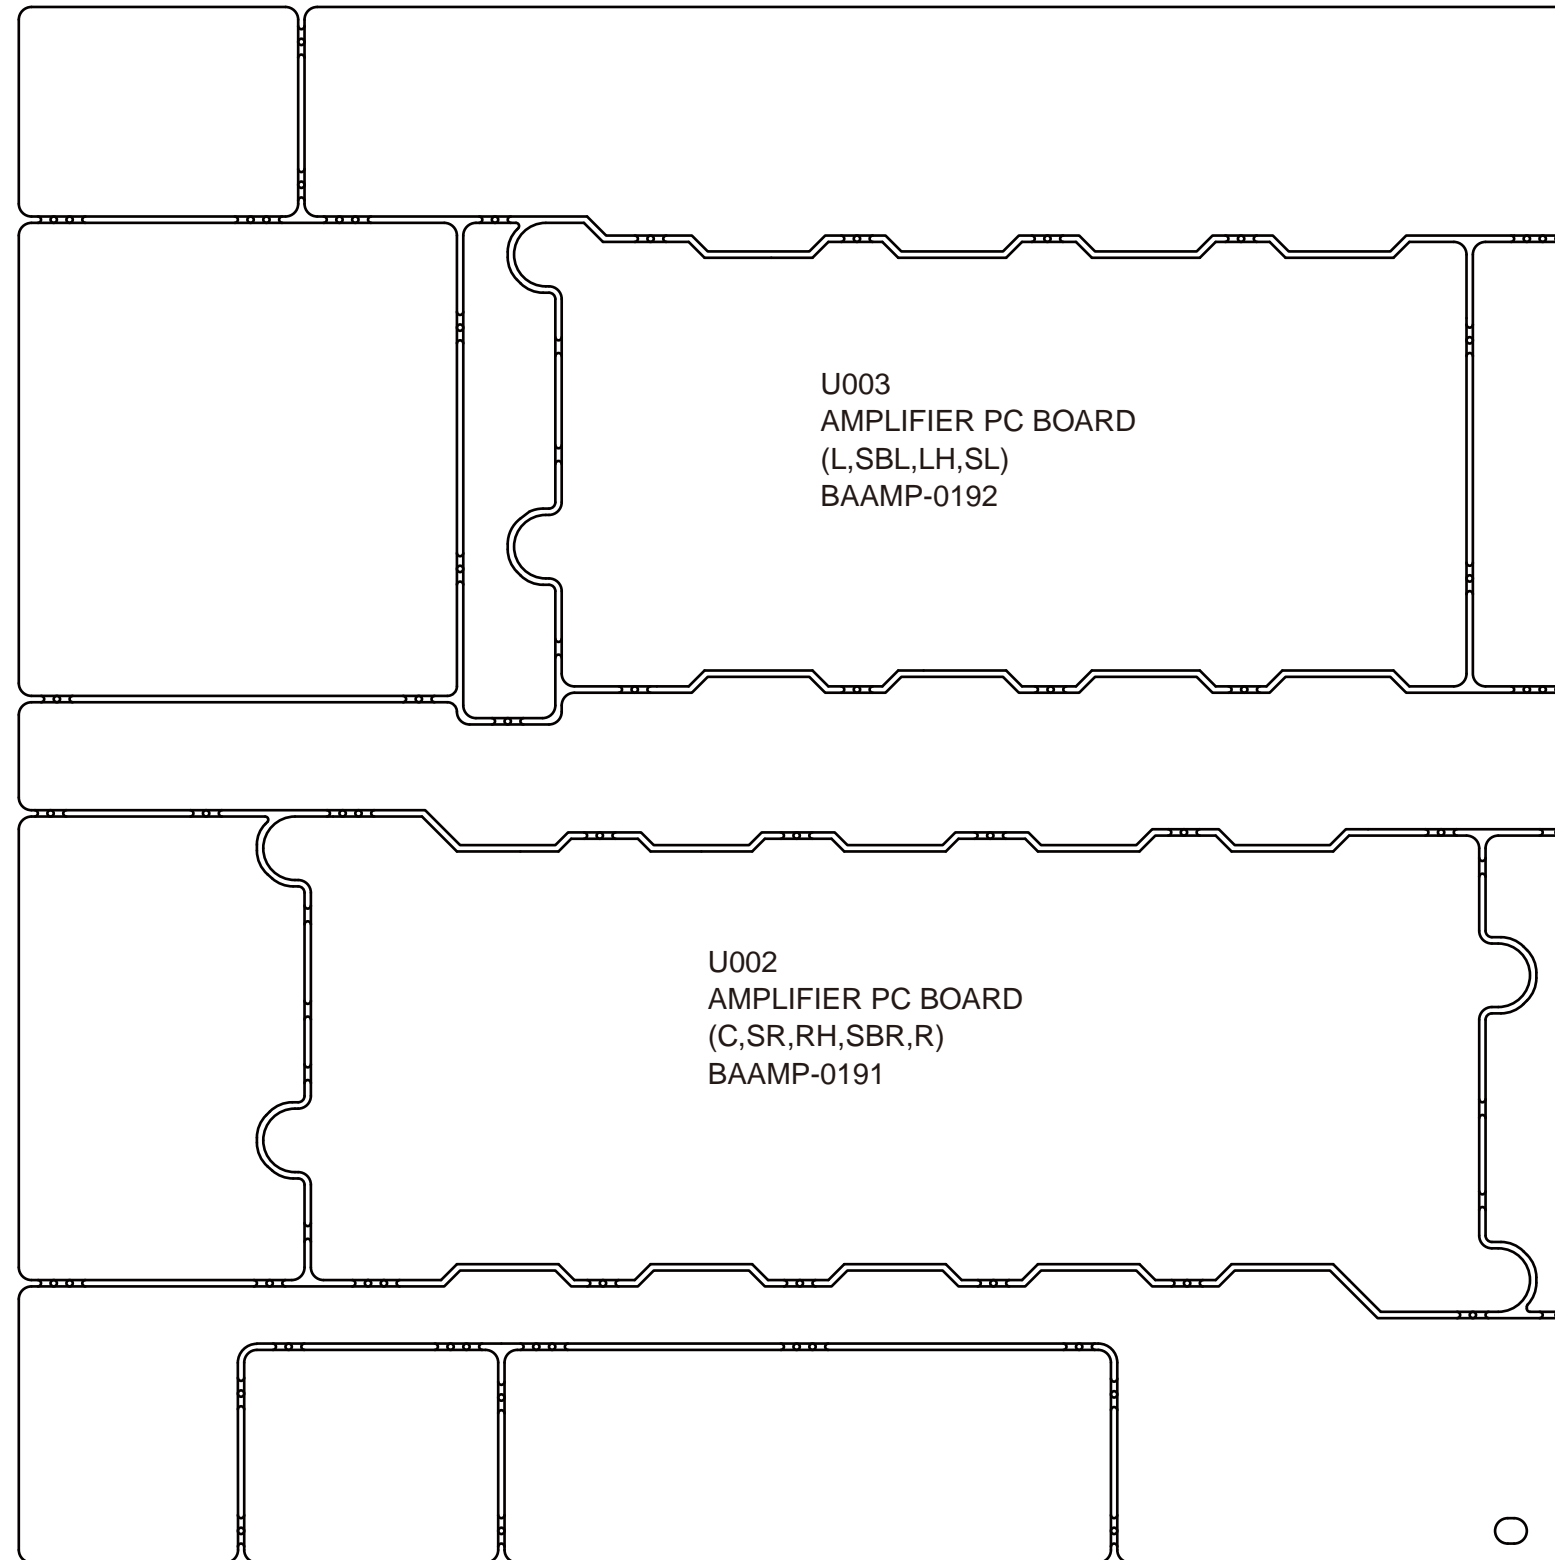 U003
AMPLIFIER PC BOARD
(L,SBL,LH,SL)
BAAMP-0192
U002
AMPLIFIER PC BOARD
(C,SR,RH,SBR,R)
BAAMP-0191